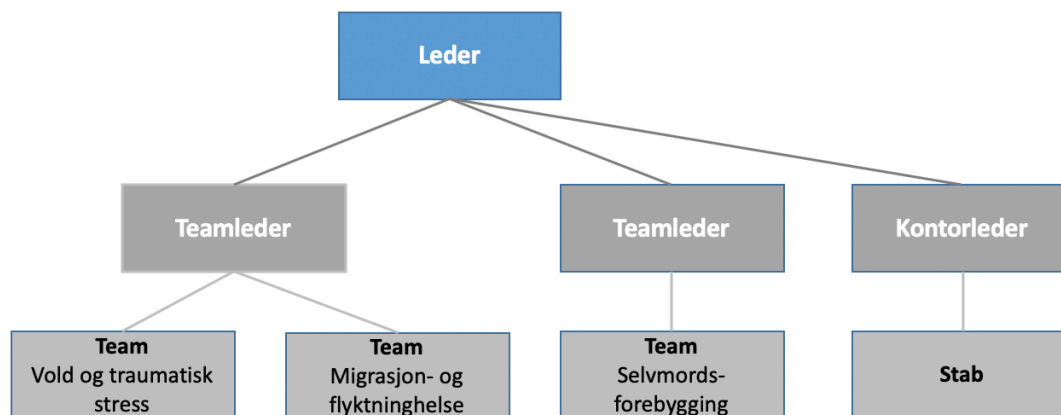 Leder
Teamleder
Teamleder
Kontorleder
Team
Vold og traumatisk
stress
Team
Migrasjon- og
flyktninghelse
Team
Selvmords-
forebygging
Stab